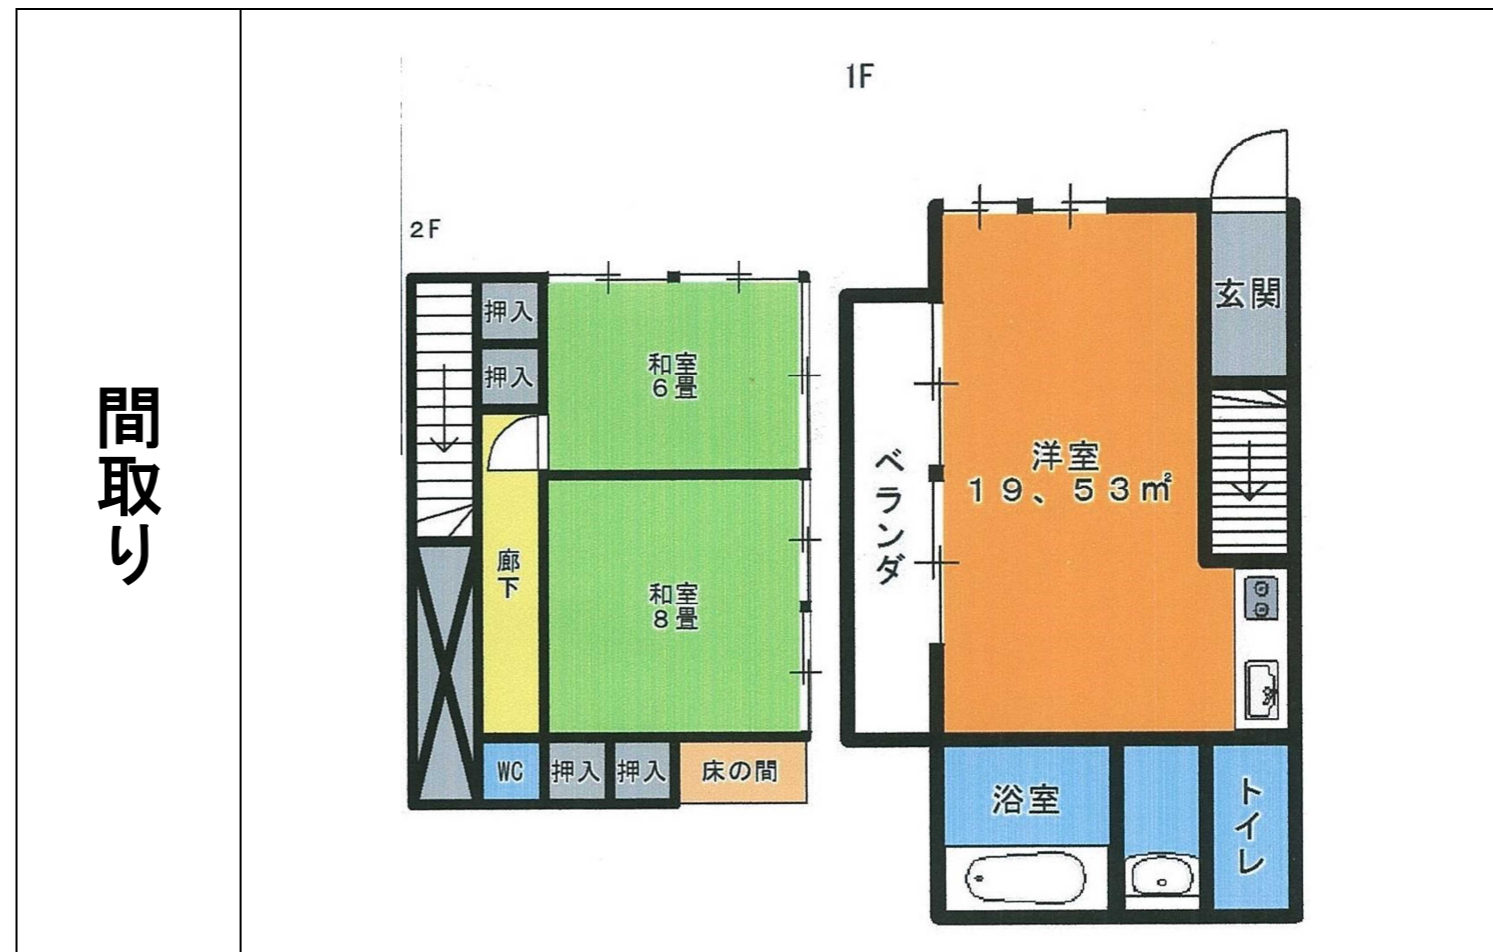 間取り
1F
2F
押入
押入
和室
6畳
廊下
和室
8畳
WC
押入
押入
床の間
玄関
洋室
19、53㎡
ベランダ
浴室
トイレ